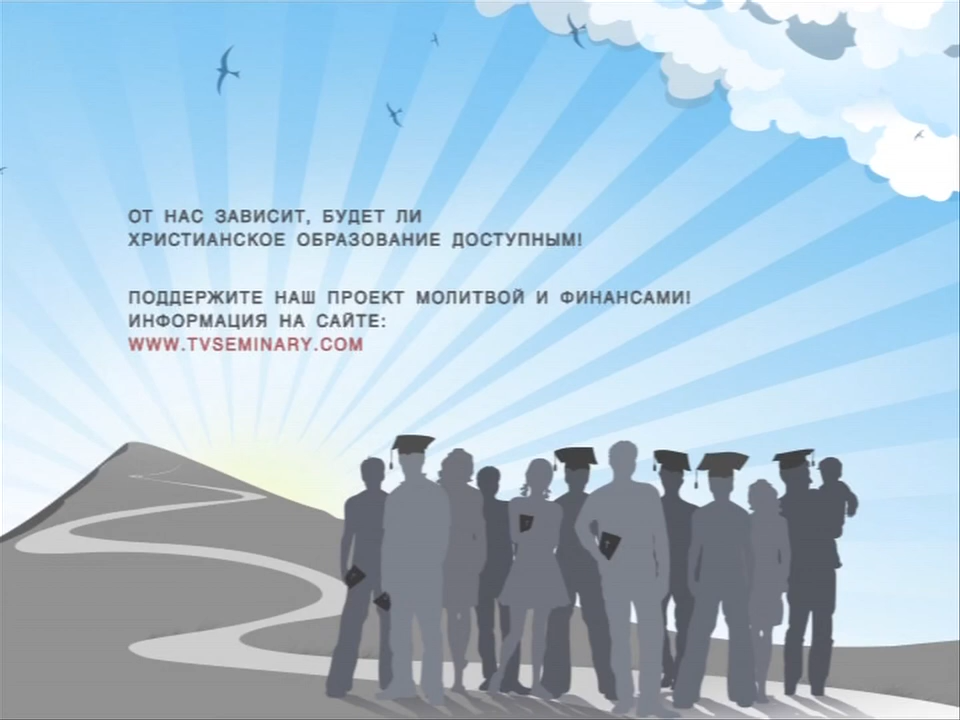 ОТ НАС ЗАВИСИТ, БУДЕТ ЛИ
ХРИСТИАНСКОЕ ОБРАЗОВАНИЕ ДОСТУПНЫМ!
ПОДДЕРЖИТЕ НАШ ПРОЕКТ МОЛИТВОЙ И ФИНАНСАМИ!
ИНФОРМАЦИЯ НА САЙТЕ:
WWW.TVSEMINARY.COM